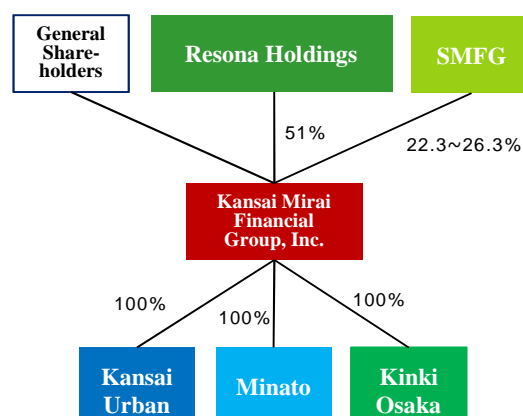 General
Share-
holders
Resona Holdings
SMFG
51%
22.3~26.3%
Kansai Mirai
Financial
Group, Inc.
100%
100%
100%
Kansai
Urban
Minato
Kinki
Osaka